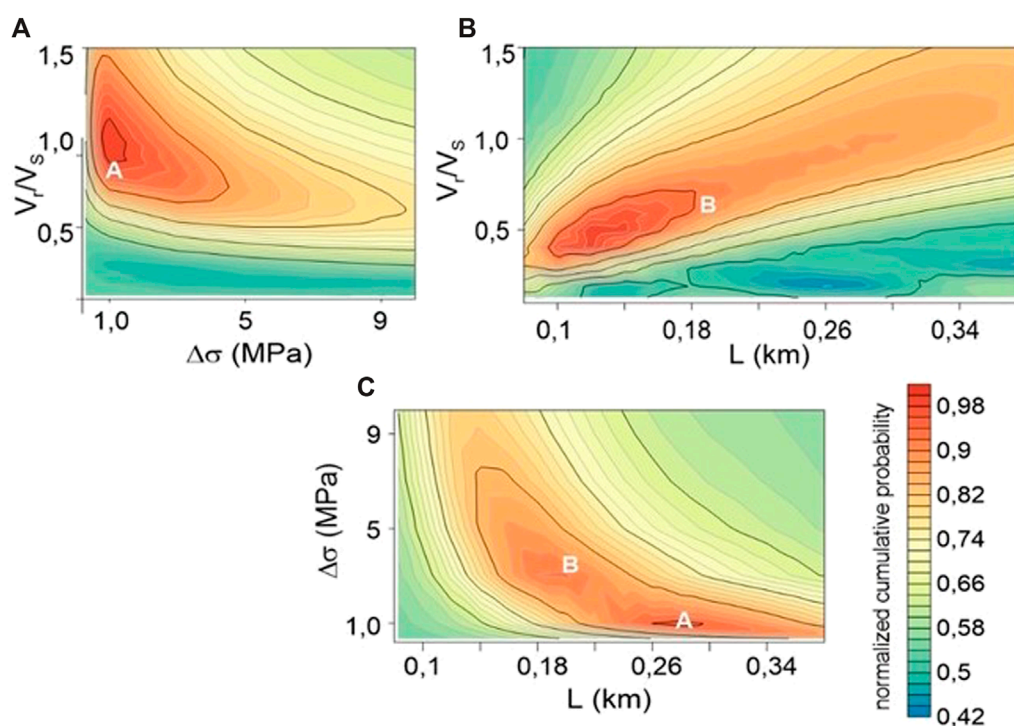 A
1,5
1,0
0,5
Vr/Vs
A
1,0 5 9
Δσ (MPa)
B
1,5
1,0
0,5
Vr/Vs
B
0,1 0,18 0,26 0,34
L (km)
C
9
5
1,0
Δσ (MPa)
B
A
0,1 0,18 0,26 0,34
L (km)
normalized cumulative probability
0,98
0,9
0,82
0,74
0,66
0,58
0,5
0,42